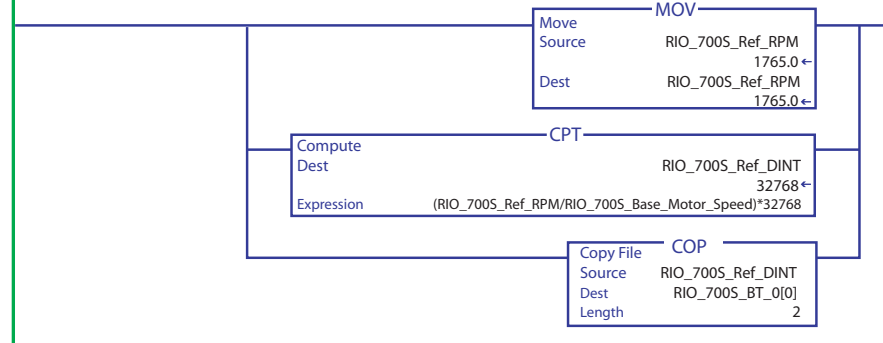 MOV
Move
Source RIO_700S_Ref_RPM
1765.0←
Dest RIO_700S_Ref_RPM
1765.0←
CPT
Compute
Dest RIO_700S_Ref_DINT
32768←
Expression (RIO_700S_Ref_RPM/RIO_700S_Base_Motor_Speed)*32768
COP
Copy File
Source RIO_700S_Ref_DINT
Dest RIO_700S_BT_0[0]
Length 2